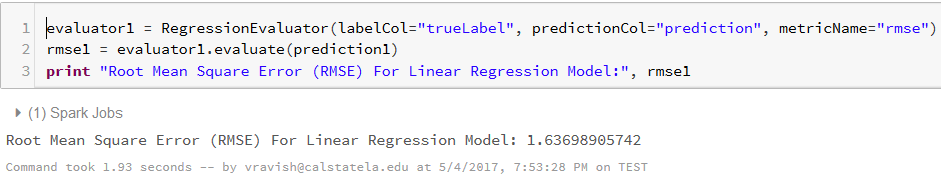 1 evaluator1 = RegressionEvaluator(labelCol="trueLabel", predictionCol="prediction", metricName="rmse")
2 rmse1 = evaluator1.evaluate(prediction1)
3 print "Root Mean Square Error (RMSE) For Linear Regression Model:", rmse1
(1) Spark Jobs
Root Mean Square Error (RMSE) For Linear Regression Model: 1.63698905742
Command took 1.93 seconds -- by vravish@calstatela.edu at 5/4/2017, 7:53:28 PM on TEST